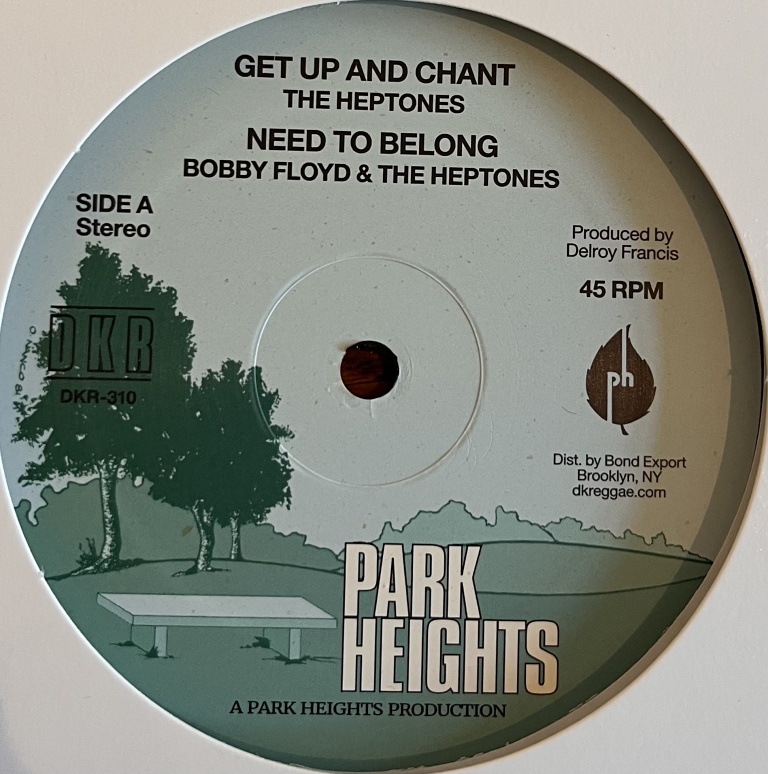 GET UP AND CHANT
THE HEPTONES
NEED TO BELONG
BOBBY FLOYD & THE HEPTONES
SIDE A
Stereo
Produced by
Delroy Francis
45 RPM
DKR
DKR-310
ph
Dist. by Bond Export
Brooklyn, NY
dkreggae.com
PARK
HEIGHTS
A PARK HEIGHTS PRODUCTION